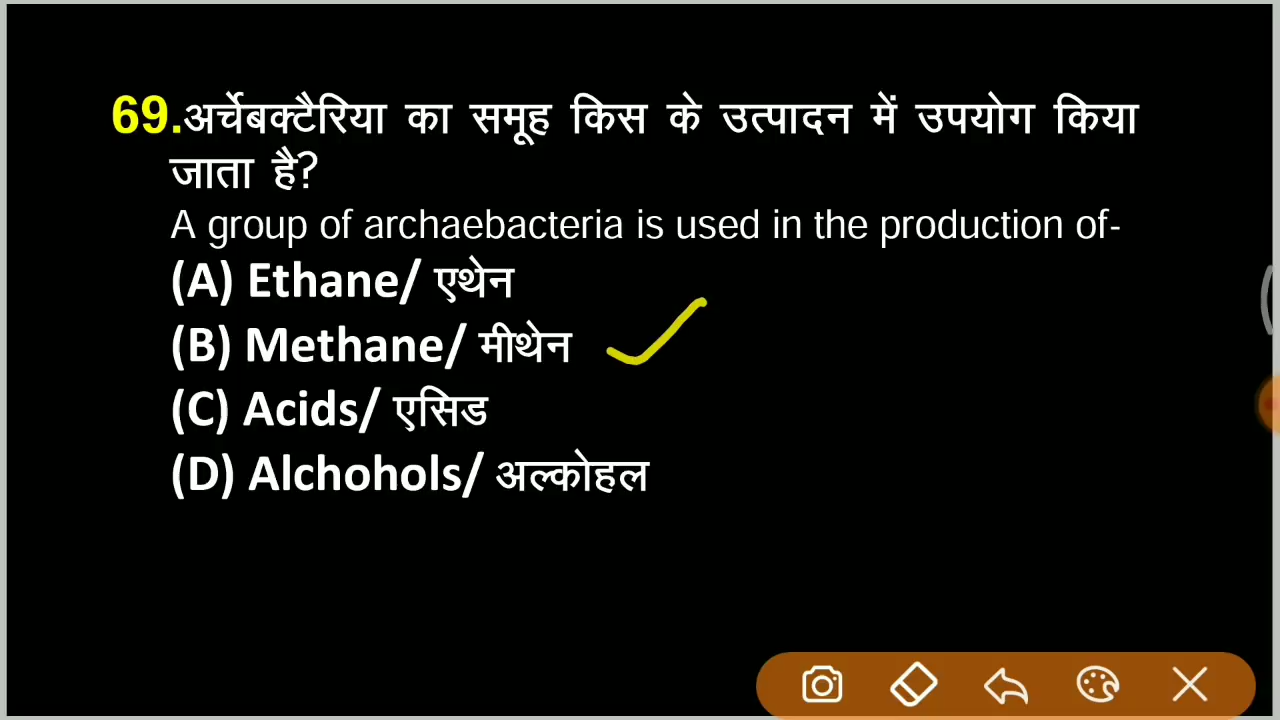 69.अर्चेबक्टैरिया का समूह किस के उत्पादन में उपयोग किया
जाता है?
A group of archaebacteria is used in the production of-
(A) Ethane/ एथेन
(B) Methane/ मीथेन
(C) Acids/ एसिड
(D) Alchohols/ अल्कोहल